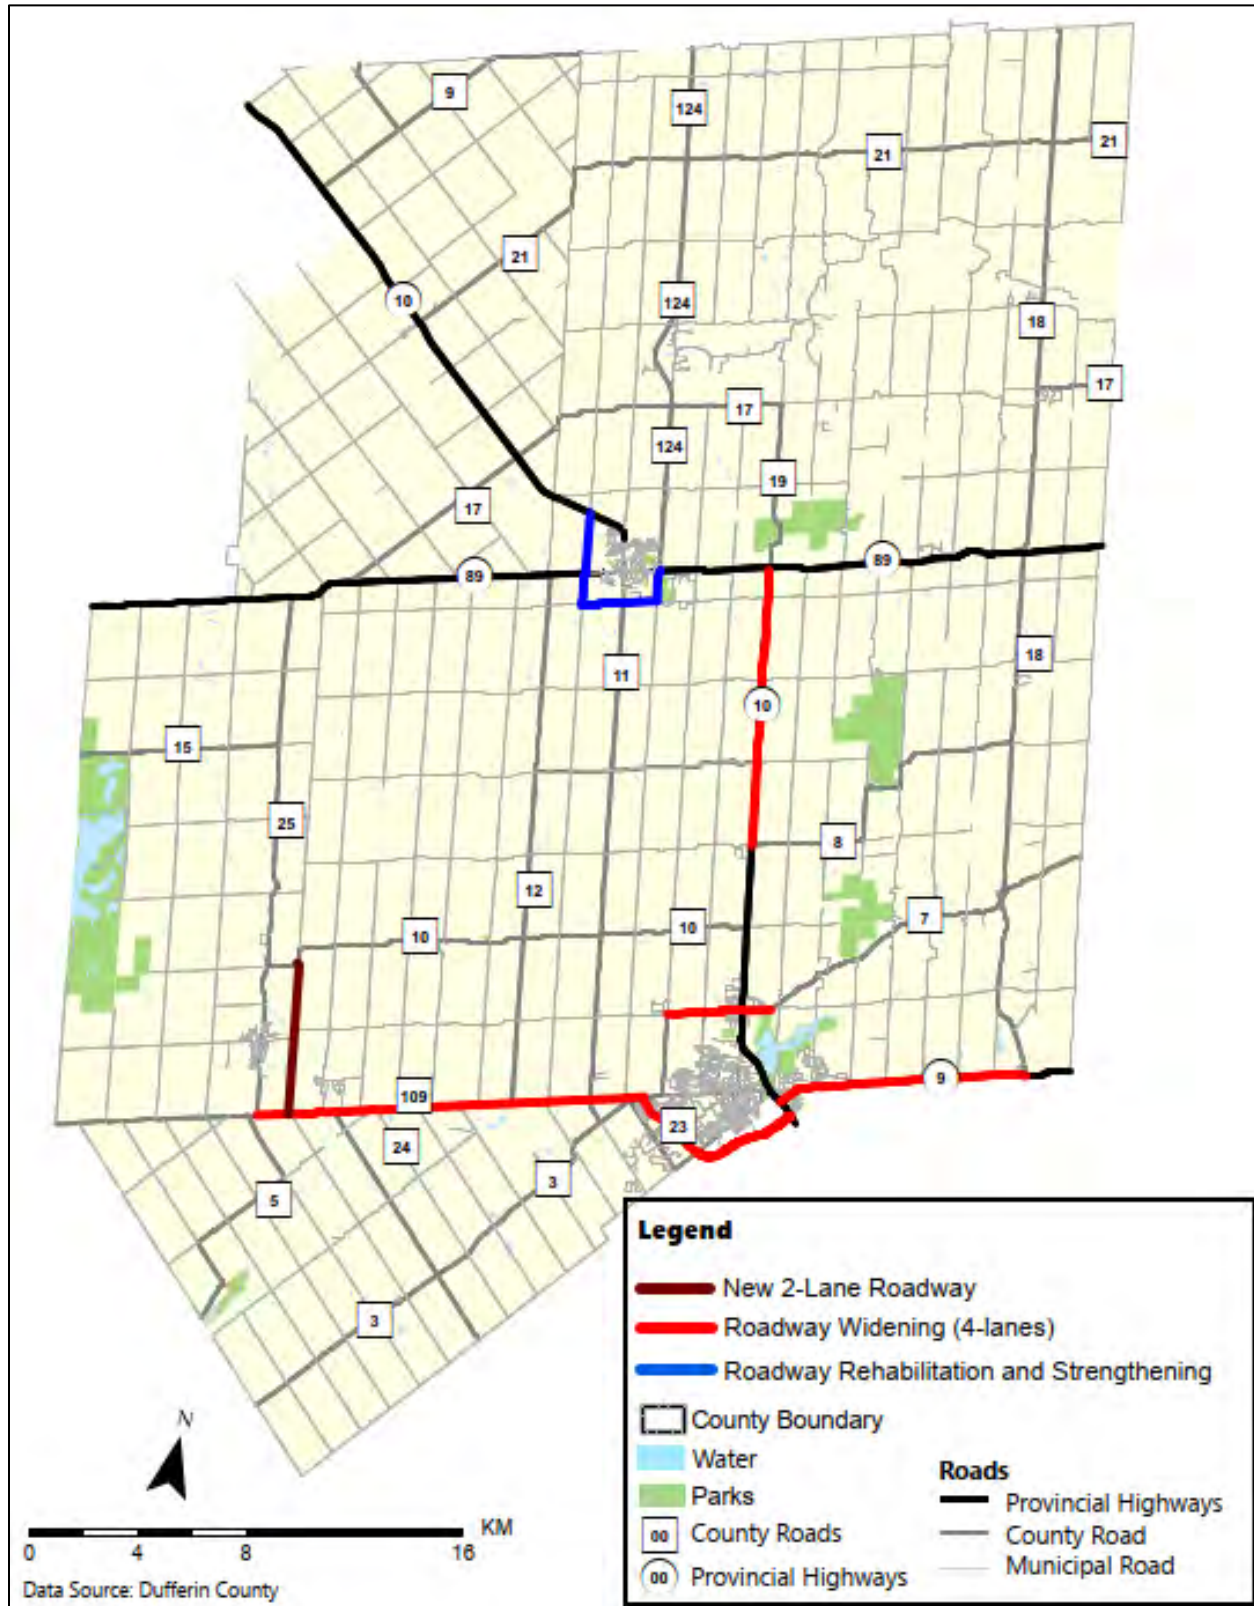 9
124
21
21
21
10
124
18
17
17
124
19
17
89
89
11
18
10
15
25
8
12
7
10
10
9
109
23
24
3
5
3
Legend
New 2-Lane Roadway
Roadway Widening (4-lanes)
Roadway Rehabilitation and Strengthening
County Boundary
Water
Parks
00 County Roads
00 Provincial Highways
Roads
Provincial Highways
County Road
Municipal Road
N
KM
0 4 8 16
Data Source: Dufferin County